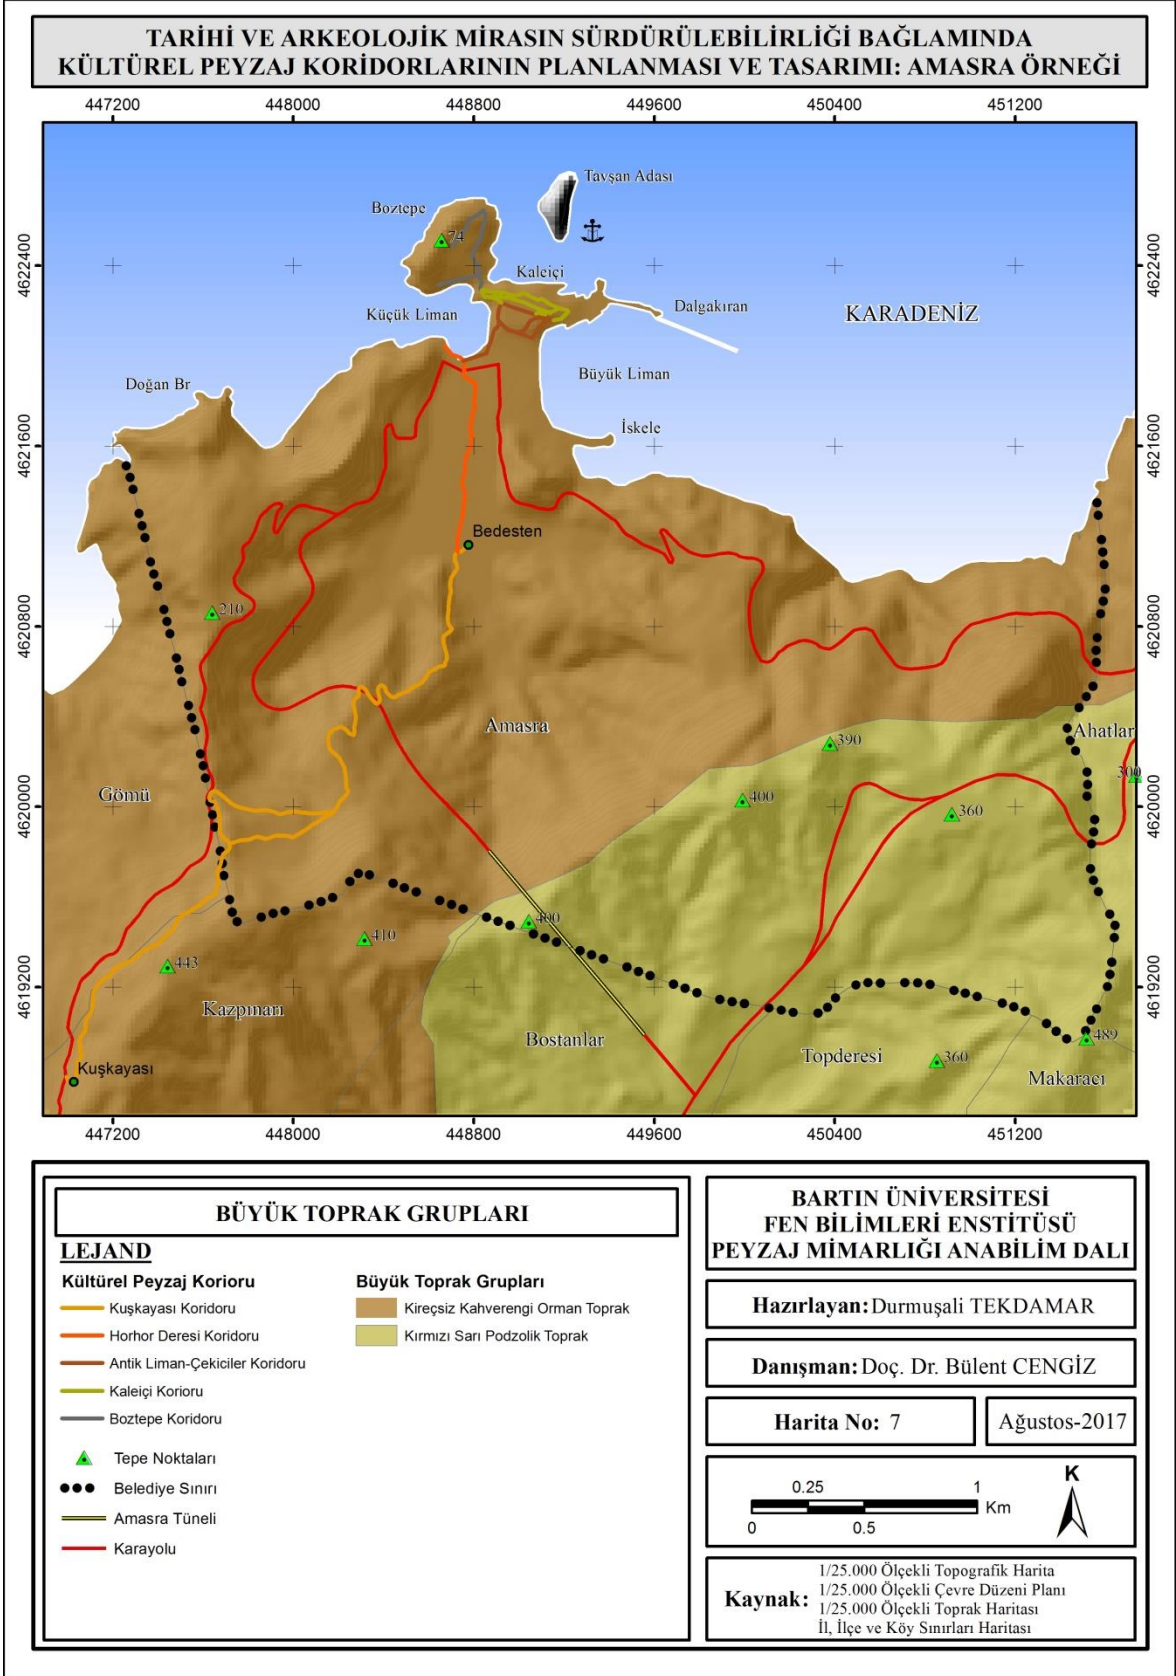 TARİHİ VE ARKEOLOJİK MİRASIN SÜRDÜRÜLEBİLİRLİĞİ BAĞLAMINDA
KÜLTÜREL PEYZAJ KORİDORLARININ PLANLANMASI VE TASARIMI: AMASRA ÖRNEĞİ
447200 448000 448800 449600 450400 451200
Tavşan Adası
Boztepe
74
4622400 4622400
Kaleiçi
Küçük Liman
Dalgakıran
KARADENİZ
Büyük Liman
Doğan Br
İskele
4621600 4621600
Bedesten
210
4620800 4620800
Amasra
390
Ahatlar
300
Gömü
400
360
4620000 4620000
400
410
443
4619200 4619200
Kazpınarı
Bostanlar
Topderesi
489
360
Makaracı
Kuşkayası
447200 448000 448800 449600 450400 451200
BÜYÜK TOPRAK GRUPLARI
LEJAND
Kültürel Peyzaj Korioru
Kuşkayası Koridoru
Horhor Deresi Koridoru
Antik Liman-Çekiciler Koridoru
Kaleiçi Korioru
Boztepe Koridoru
Tepe Noktaları
Belediye Sınırı
Amasra Tüneli
Karayolu
Büyük Toprak Grupları
Kireçsiz Kahverengi Orman Toprak
Kırmızı Sarı Podzolik Toprak
BARTIN ÜNİVERSİTESİ
FEN BİLİMLERİ ENSTİTÜSÜ
PEYZAJ MİMARLIĞI ANABİLİM DALI
Hazırlayan: Durmuşali TEKDAMAR
Danışman: Doç. Dr. Bülent CENGİZ
Harita No: 7
Ağustos-2017
0.25 1
Km
0 0.5
K
Kaynak:
1/25.000 Ölçekli Topografik Harita
1/25.000 Ölçekli Çevre Düzeni Planı
1/25.000 Ölçekli Toprak Haritası
İl, İlçe ve Köy Sınırları Haritası